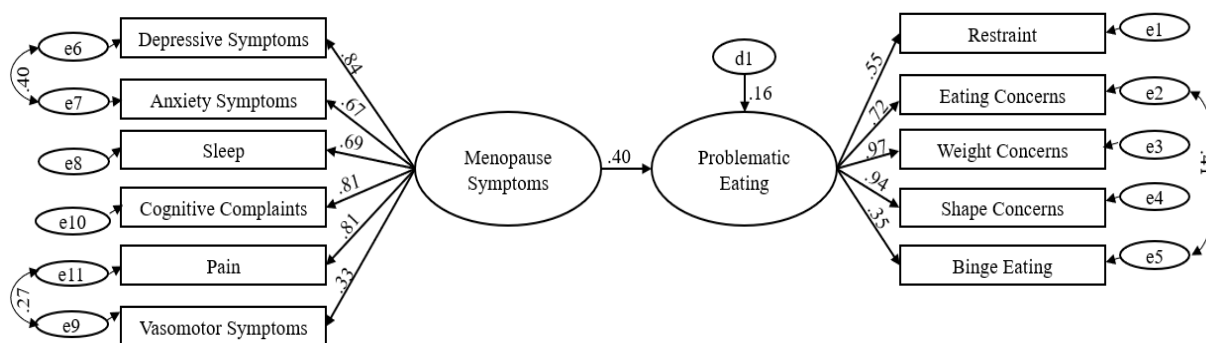 e6
Depressive Symptoms
.84
.40
e7
Anxiety Symptoms
.67
e8
Sleep
.69
e10
Cognitive Complaints
.81
e11
Pain
.81
.27
e9
Vasomotor Symptoms
.33
Menopause
Symptoms
.40
d1
.16
Problematic
Eating
.55
Restraint
e1
.72
Eating Concerns
e2
.97
Weight Concerns
e3
.94
Shape Concerns
e4
.35
Binge Eating
e5